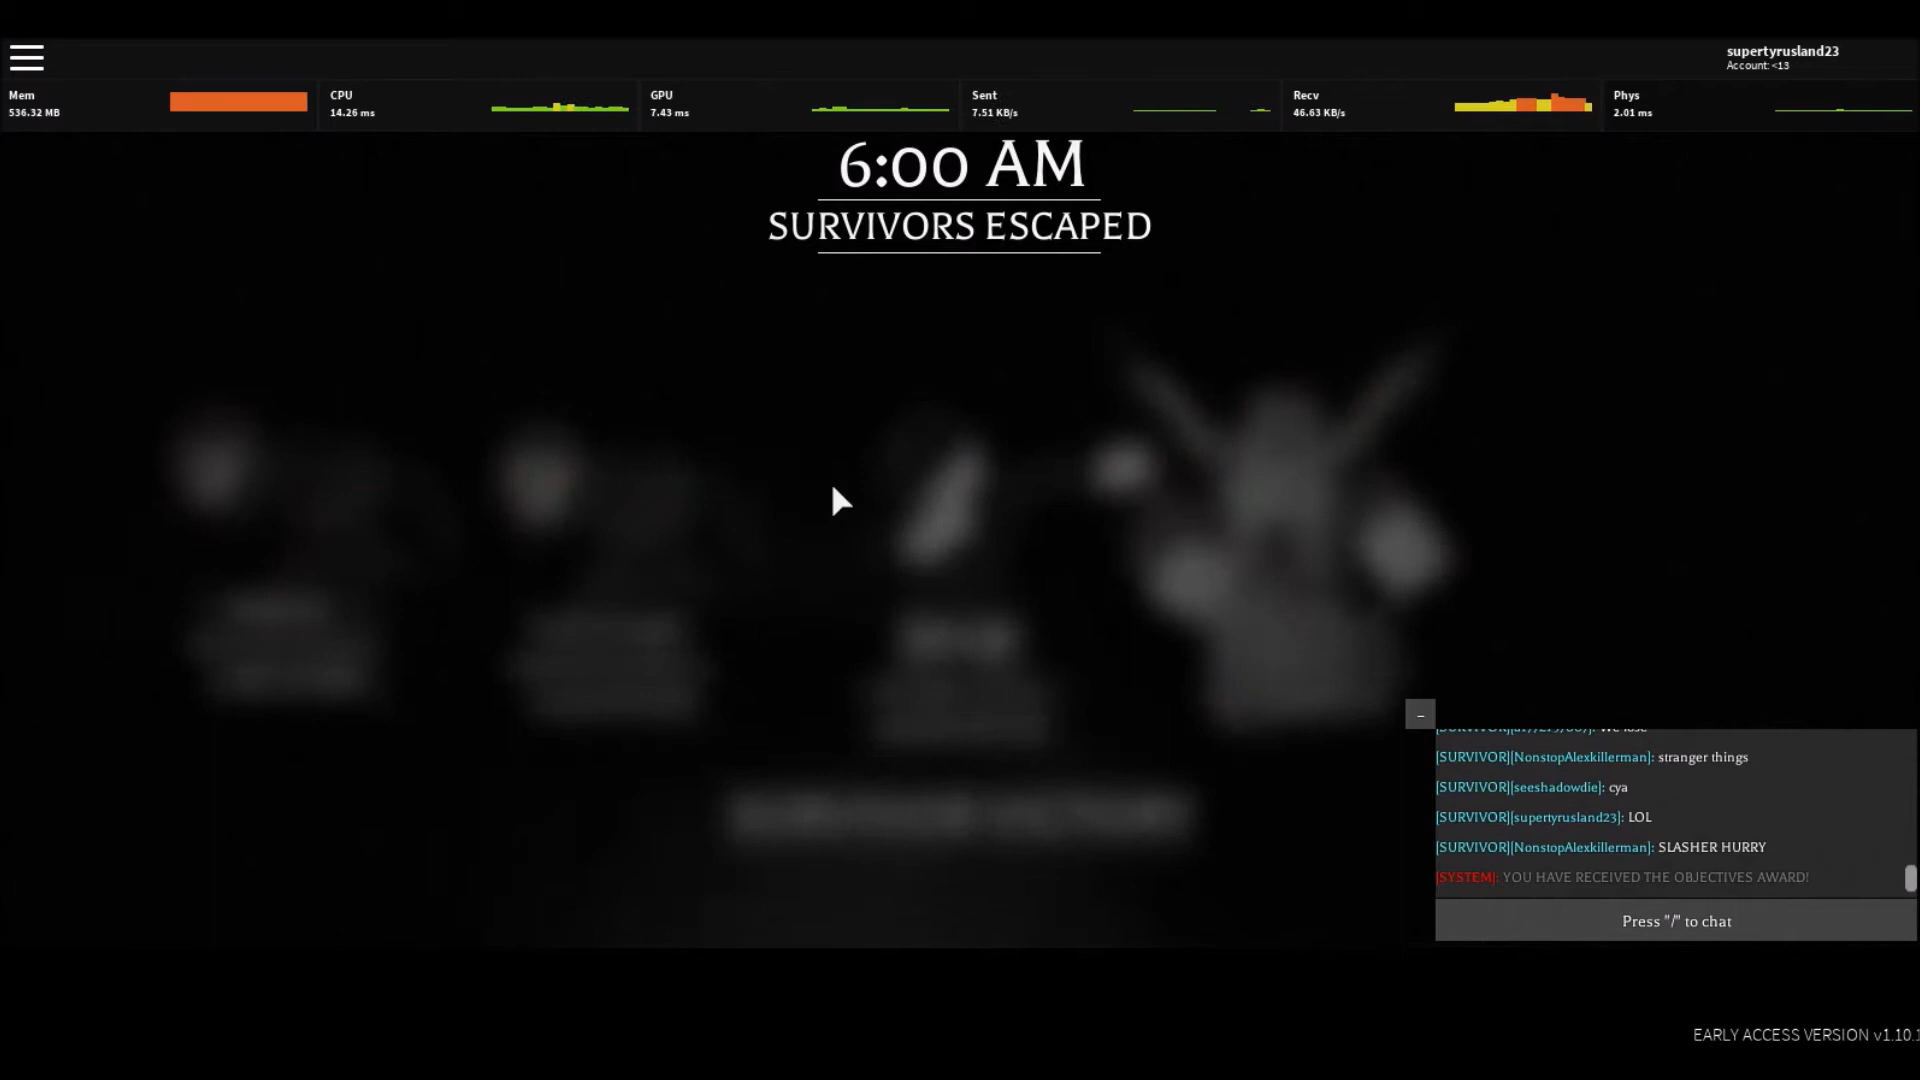 supertyrusland23
Account: <13
Mem
536.32 MB
CPU
14.26 ms
GPU
7.43 ms
Sent
7.51 KB/s
Recv
46.63 KB/s
Phys
2.01 ms
6:00 AM
SURVIVORS ESCAPED
–
We lose
[SURVIVOR][NonstopAlexkillerman]: stranger things
[SURVIVOR][seeshadowdie]: cya
[SURVIVOR][supertyrusland23]: LOL
[SURVIVOR][NonstopAlexkillerman]: SLASHER HURRY
[SYSTEM]: YOU HAVE RECEIVED THE OBJECTIVES AWARD!
Press "/" to chat
EARLY ACCESS VERSION v1.10.1